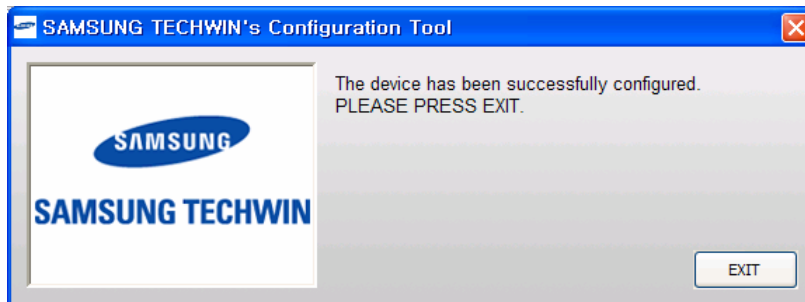 SAMSUNG TECHWIN's Configuration Tool
The device has been successfully configured.
PLEASE PRESS EXIT.
SAMSUNG
SAMSUNG TECHWIN
EXIT